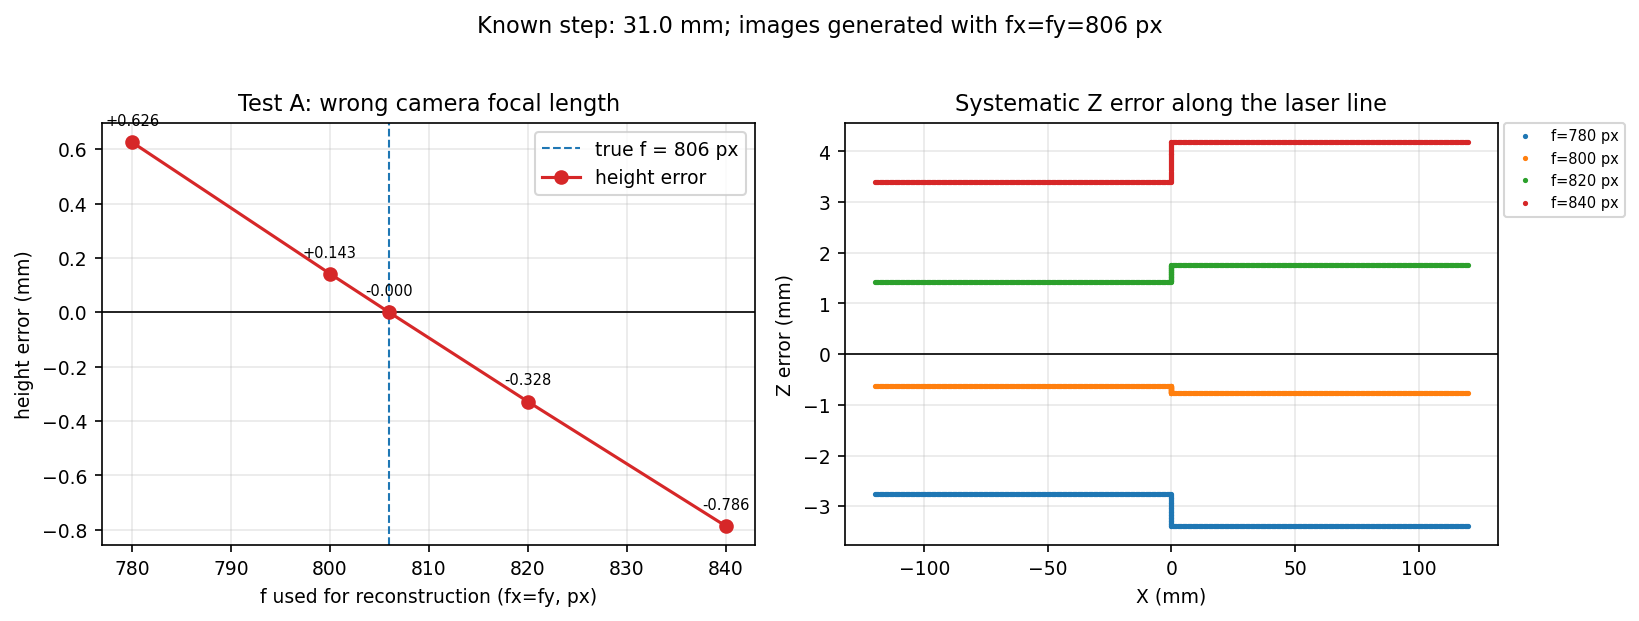 Known step: 31.0 mm; images generated with fx=fy=806 px
Test A: wrong camera focal length
+0.626
+0.143
-0.000
-0.328
-0.786
true f = 806 px
height error
0.6
0.4
0.2
0.0
−0.2
−0.4
−0.6
−0.8
height error (mm)
780 790 800 810 820 830 840
f used for reconstruction (fx=fy, px)
Systematic Z error along the laser line
f=780 px
f=800 px
f=820 px
f=840 px
4
3
2
1
0
−1
−2
−3
Z error (mm)
−100 −50 0 50 100
X (mm)